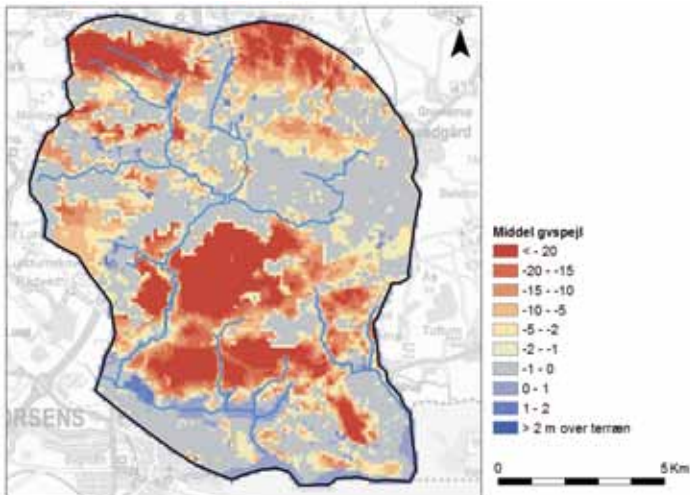 N
ORSENS
Middel gvspejl
< - 20
-20 - -15
-15 - -10
-10 - -5
-5 - -2
-2 - -1
-1 - 0
0 - 1
1 - 2
> 2 m over terræn
0 5 Km